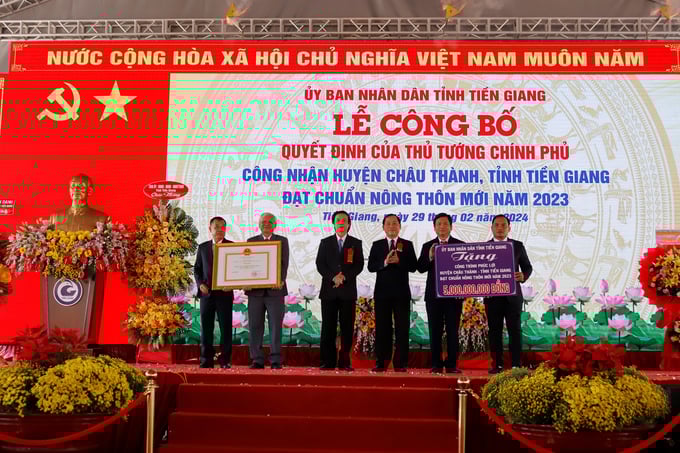 NƯỚC CỘNG HÒA XÃ HỘI CHỦ NGHĨA VIỆT NAM MUÔN NĂM
ỦY BAN NHÂN DÂN TỈNH TIỀN GIANG
LỄ CÔNG BỐ
QUYẾT ĐỊNH CỦA THỦ TƯỚNG CHÍNH PHỦ
CÔNG NHẬN HUYỆN CHÂU THÀNH, TỈNH TIỀN GIANG
ĐẠT CHUẨN NÔNG THÔN MỚI NĂM 2023
Tiền Giang, ngày 29 tháng 02 năm 2024
ỦY BAN NHÂN DÂN TỈNH TIỀN GIANG
Tặng
CÔNG TRÌNH PHÚC LỢI
HUYỆN CHÂU THÀNH - TỈNH TIỀN GIANG
ĐẠT CHUẨN NÔNG THÔN MỚI NĂM 2023
5,000,000,000 ĐỒNG